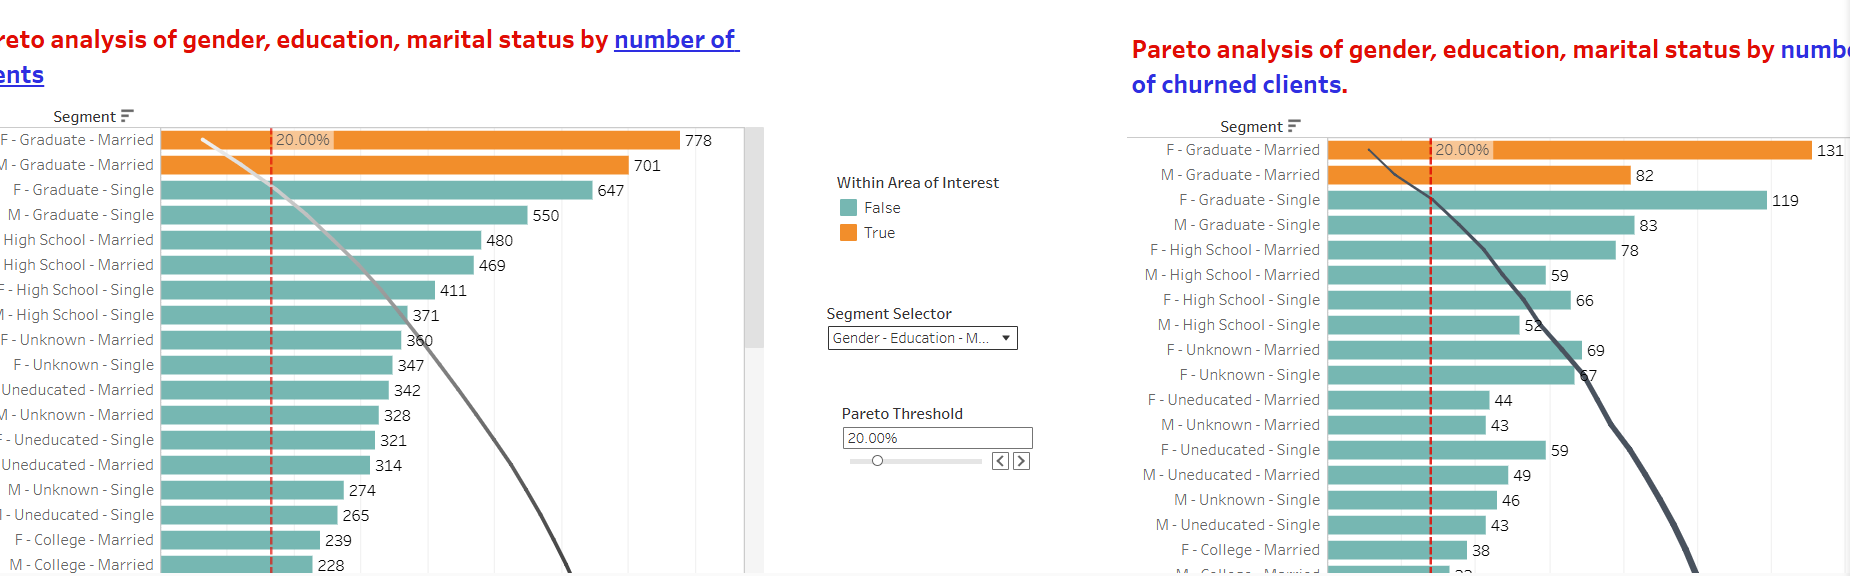 reto analysis of gender, education, marital status by number of
ents
Segment
F - Graduate - Married 20.00% 778
M - Graduate - Married 701
F - Graduate - Single 647
M - Graduate - Single 550
High School - Married 480
High School - Married 469
F - High School - Single 411
M - High School - Single 371
F - Unknown - Married 360
F - Unknown - Single 347
Uneducated - Married 342
M - Unknown - Married 328
F - Uneducated - Single 321
Uneducated - Married 314
M - Unknown - Single 274
M - Uneducated - Single 265
F - College - Married 239
M - College - Married 228
Within Area of Interest
False
True
Segment Selector
Gender - Education - M...
Pareto Threshold
20.00%
Pareto analysis of gender, education, marital status by numbe
of churned clients.
Segment
F - Graduate - Married 20.00% 131
M - Graduate - Married 82
F - Graduate - Single 119
M - Graduate - Single 83
F - High School - Married 78
M - High School - Married 59
F - High School - Single 66
M - High School - Single 52
F - Unknown - Married 69
F - Unknown - Single 67
F - Uneducated - Married 44
M - Unknown - Married 43
F - Uneducated - Single 59
M - Uneducated - Married 49
M - Unknown - Single 46
M - Uneducated - Single 43
F - College - Married 38